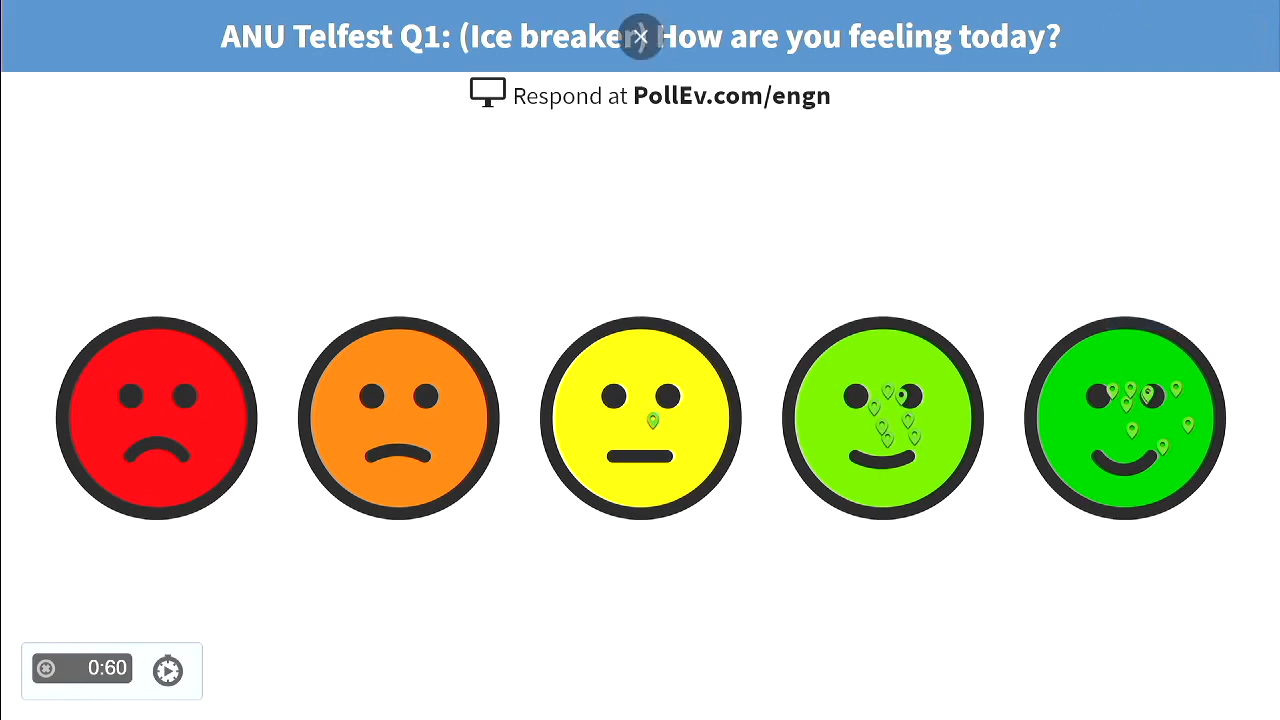 ANU Telfest Q1: (Ice breaker) How are you feeling today?
Respond at PollEv.com/engn
0:60